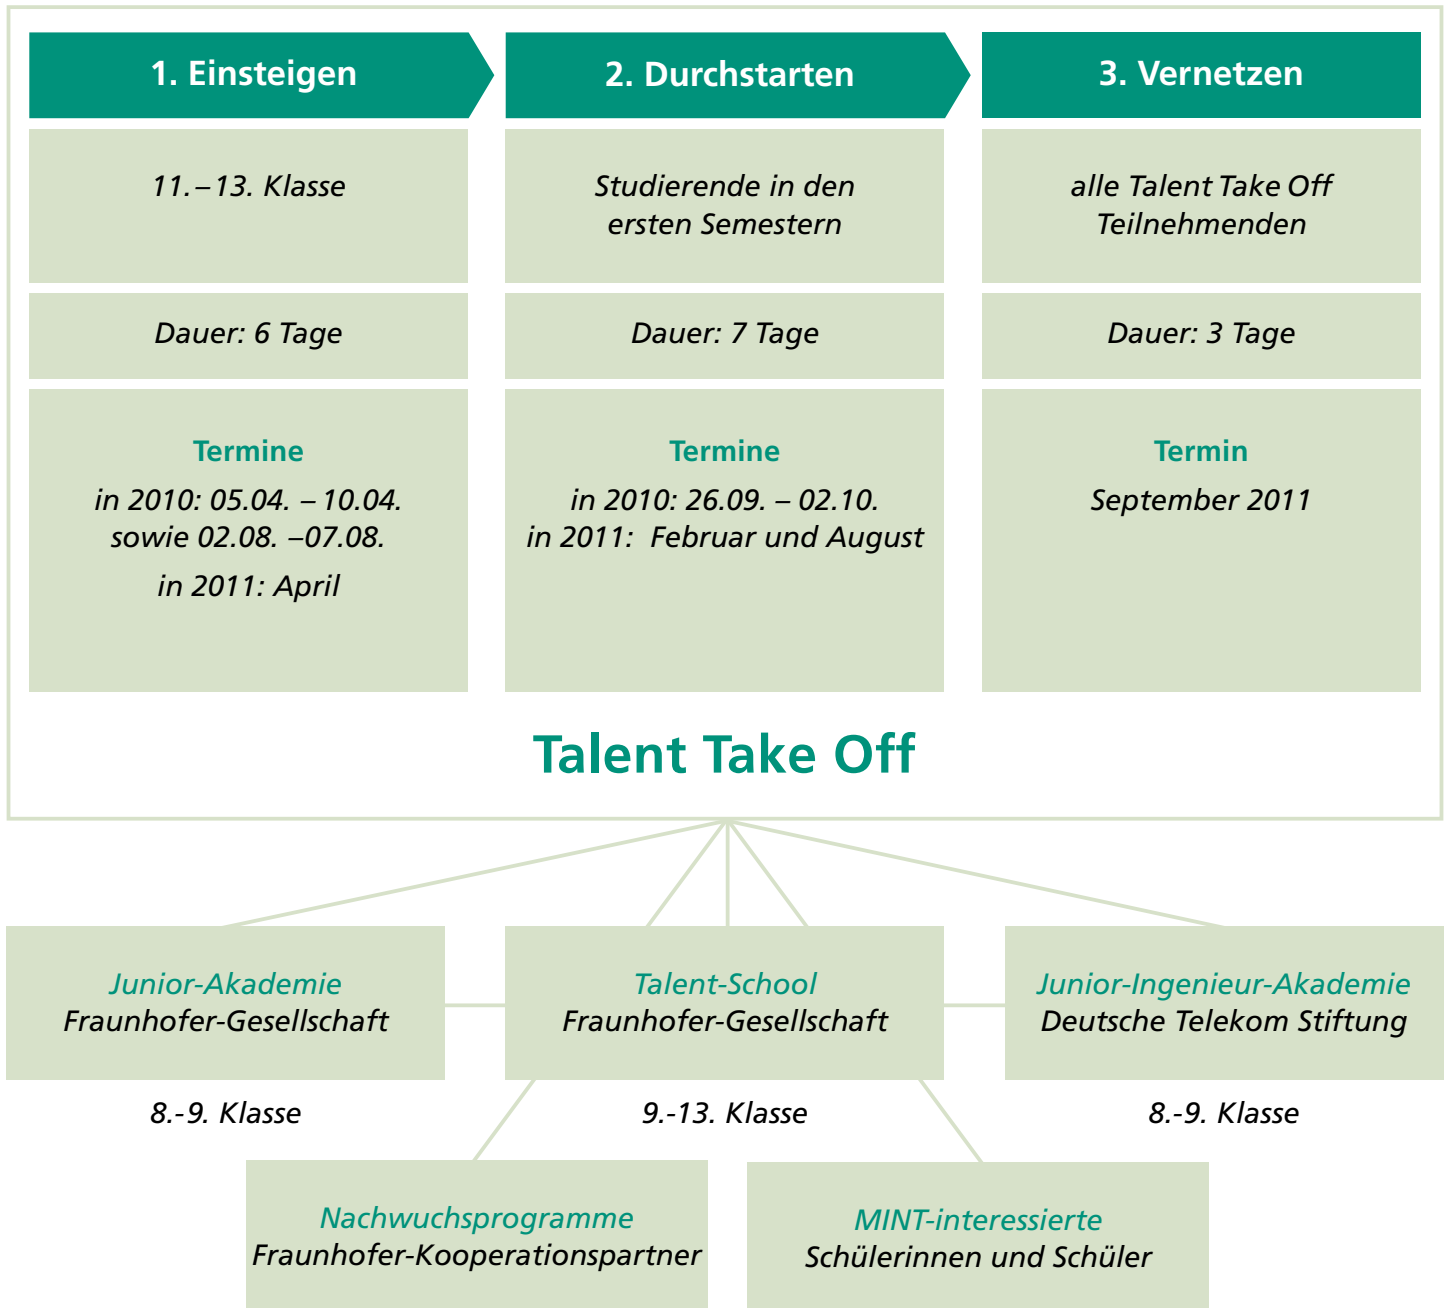 1. Einsteigen
2. Durchstarten
3. Vernetzen
11. – 13. Klasse
Studierende in den
ersten Semestern
alle Talent Take Off
Teilnehmenden
Dauer: 6 Tage
Dauer: 7 Tage
Dauer: 3 Tage
Termine
in 2010: 05.04. – 10.04.
sowie 02.08. –07.08.
in 2011: April
Termine
in 2010: 26.09. – 02.10.
in 2011:  Februar und August
Termin
September 2011
Talent Take Off
Junior-Akademie
Fraunhofer-Gesellschaft
Talent-School
Fraunhofer-Gesellschaft
Junior-Ingenieur-Akademie
Deutsche Telekom Stiftung
8.-9. Klasse
9.-13. Klasse
8.-9. Klasse
Nachwuchsprogramme
Fraunhofer-Kooperationspartner
MINT-interessierte
Schülerinnen und Schüler